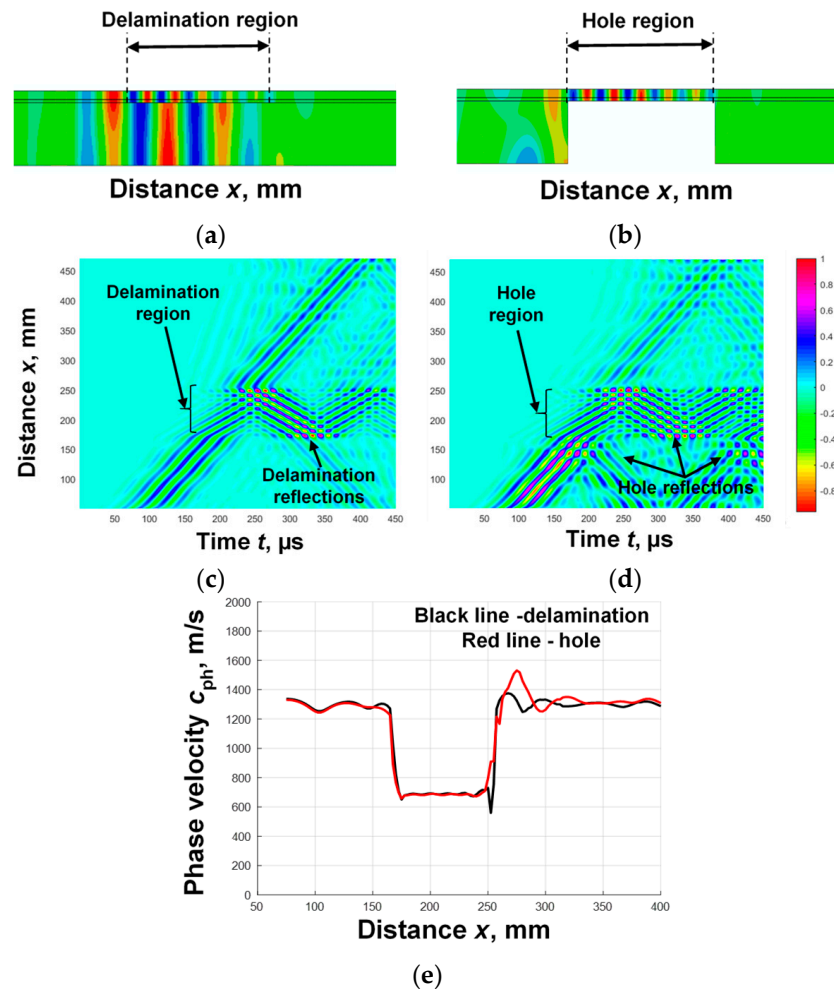 Delamination region
Hole region
Distance x, mm
Distance x, mm
(a)
(b)
450
400
350
300
250
200
150
100
50 100 150 200 250 300 350 400 450
Distance x, mm
Time t, µs
Delamination
region
Delamination
reflections
(c)
450
400
350
300
250
200
150
100
50 100 150 200 250 300 350 400 450
Time t, µs
Hole
region
Hole reflections
1
0.8
0.6
0.4
0.2
0
-0.2
-0.4
-0.6
-0.8
(d)
Black line -delamination
Red line - hole
Phase velocity cph, m/s
2000
1800
1600
1400
1200
1000
800
600
400
200
0
50 100 150 200 250 300 350 400
Distance x, mm
(e)